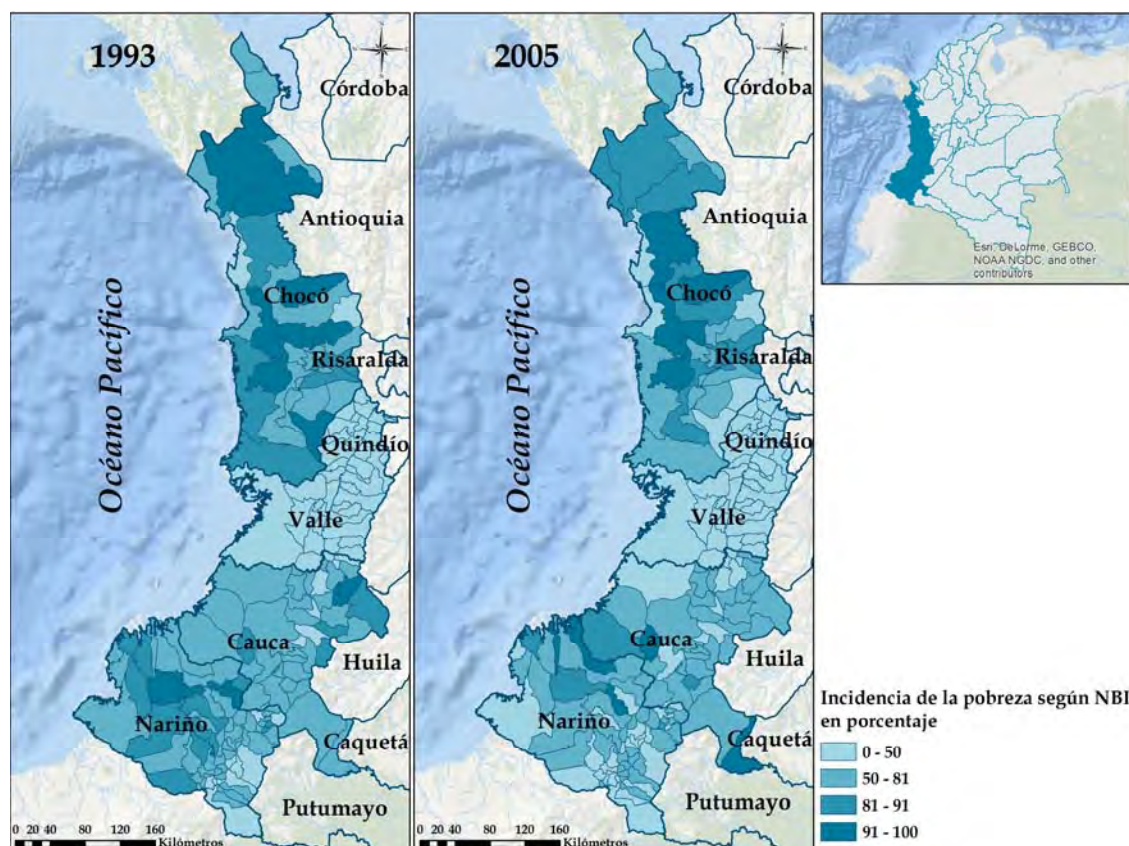 1993
Córdoba
Antioquia
Chocó
Risaralda
Quindío
Valle
Cauca
Huila
Nariño
Caquetá
Putumayo
Océano Pacífico
0 20 40 80 120 160
Kilómetros
2005
Córdoba
Antioquia
Chocó
Risaralda
Quindío
Valle
Cauca
Huila
Nariño
Caquetá
Putumayo
Océano Pacífico
0 20 40 80 120 160
Kilómetros
Esri, DeLorme, GEBCO,
NOAA NGDC, and other
contributors
Incidencia de la pobreza según NBI
en porcentaje
0 - 50
50 - 81
81 - 91
91 - 100